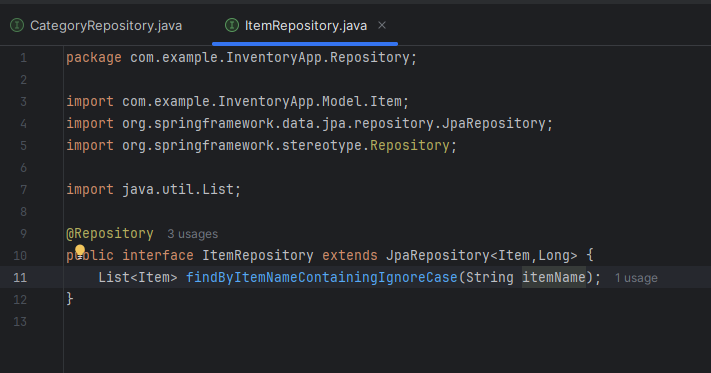 CategoryRepository.java ItemRepository.java
1 package com.example.InventoryApp.Repository;
2
3 import com.example.InventoryApp.Model.Item;
4 import org.springframework.data.jpa.repository.JpaRepository;
5 import org.springframework.stereotype.Repository;
6
7 import java.util.List;
8
9 @Repository 3 usages
10 public interface ItemRepository extends JpaRepository<Item,Long> {
11     List<Item> findByItemNameContainingIgnoreCase(String itemName); 1 usage
12 }
13